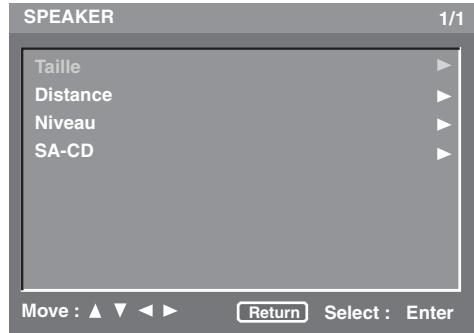 SPEAKER 1/1
Taille ►
Distance ►
Niveau ►
SA-CD ►
Move : ▲ ▼ ◄ ► Return Select : Enter